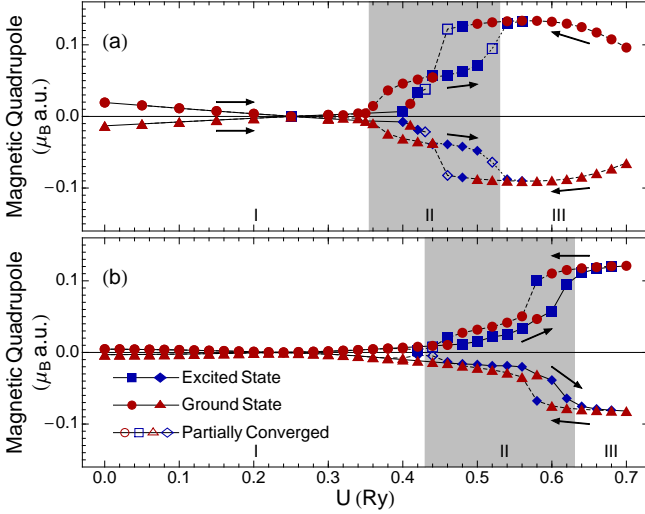 (a)
0.1
0.0
-0.1
Magnetic Quadrupole
(μB a.u.)
I
II
III
(b)
0.1
0.0
-0.1
Magnetic Quadrupole
(μB a.u.)
Excited State
Ground State
Partially Converged
I
II
III
0.0 0.1 0.2 0.3 0.4 0.5 0.6 0.7
U (Ry)